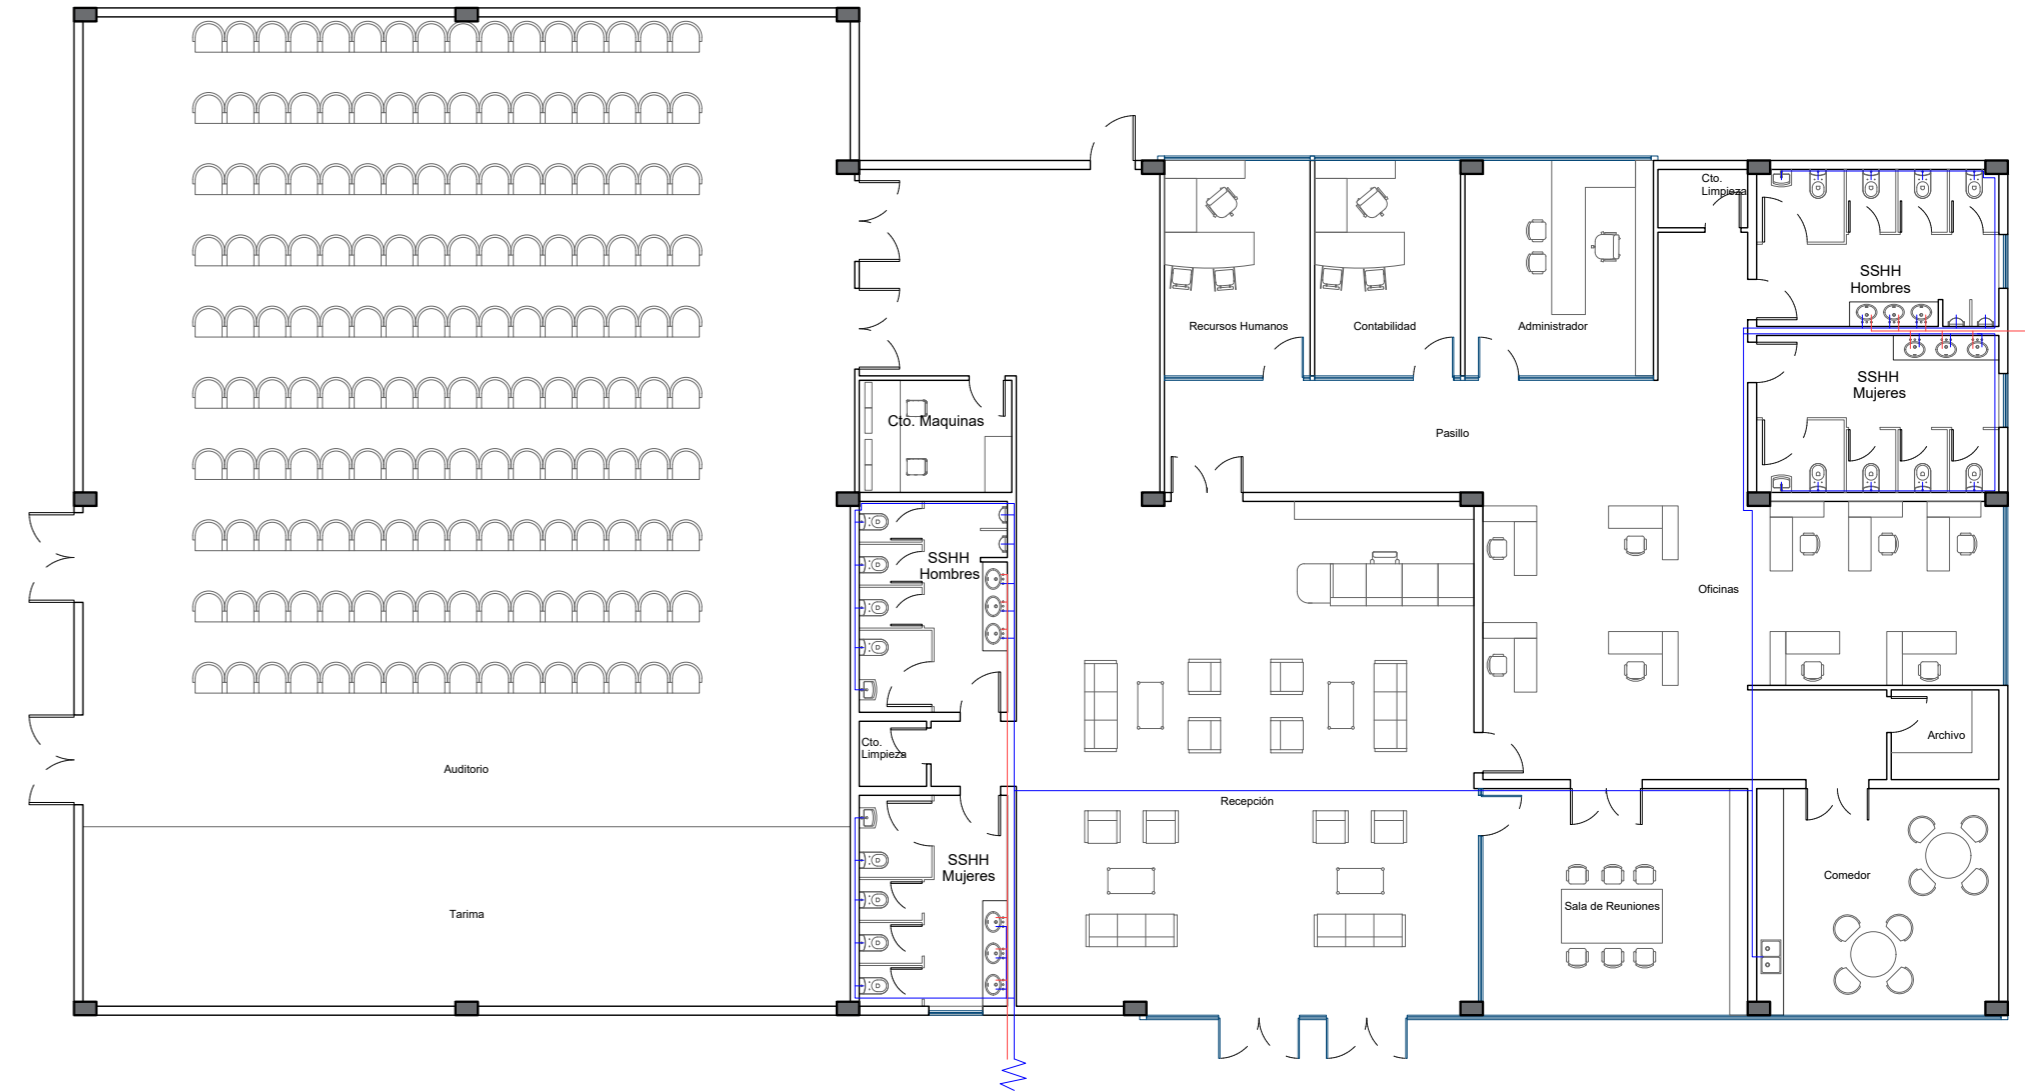 Cto.
Limpieza
SSHH
Hombres
Recursos Humanos
Contabilidad
Administrador
SSHH
Mujeres
Cto. Maquinas
Pasillo
SSHH
Hombres
Oficinas
Cto.
Limpieza
Archivo
Auditorio
Recepción
SSHH
Mujeres
Comedor
Sala de Reuniones
Tarima